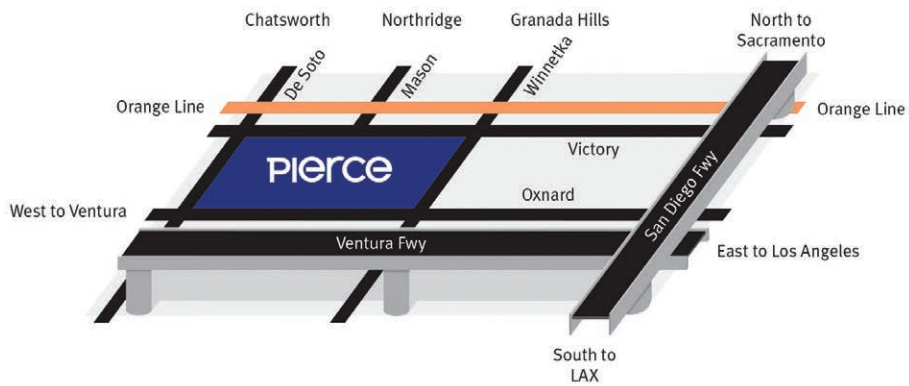 Chatsworth
Northridge
Granada Hills
North to
Sacramento
De Soto
Mason
Winnetka
Orange Line
Orange Line
PIerce
Victory
Oxnard
West to Ventura
Ventura Fwy
San Diego Fwy
East to Los Angeles
South to
LAX